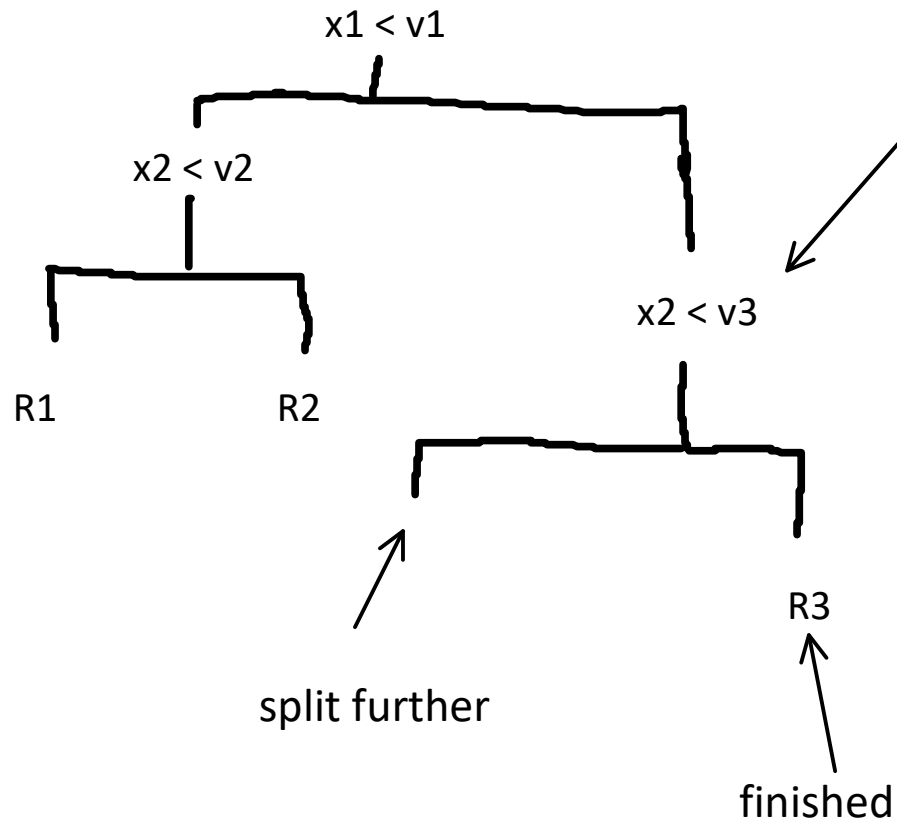 x1 < v1
x2 < v2
x2 < v3
R1
R2
R3
split further
finished